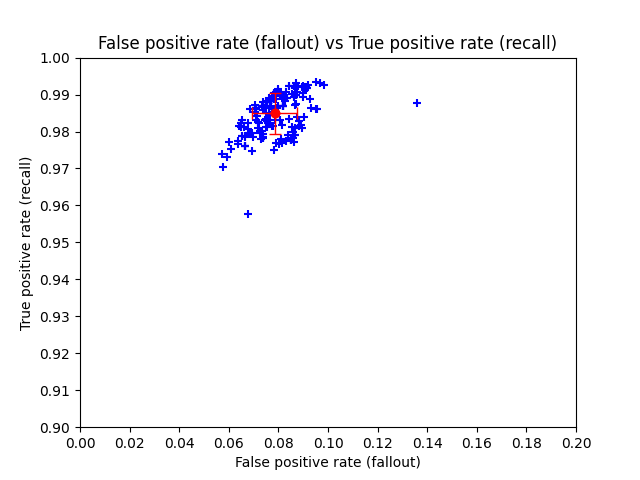 False positive rate (fallout) vs True positive rate (recall)
1.00
0.99
0.98
0.97
0.96
0.95
0.94
0.93
0.92
0.91
0.90
True positive rate (recall)
0.00 0.02 0.04 0.06 0.08 0.10 0.12 0.14 0.16 0.18 0.20
False positive rate (fallout)